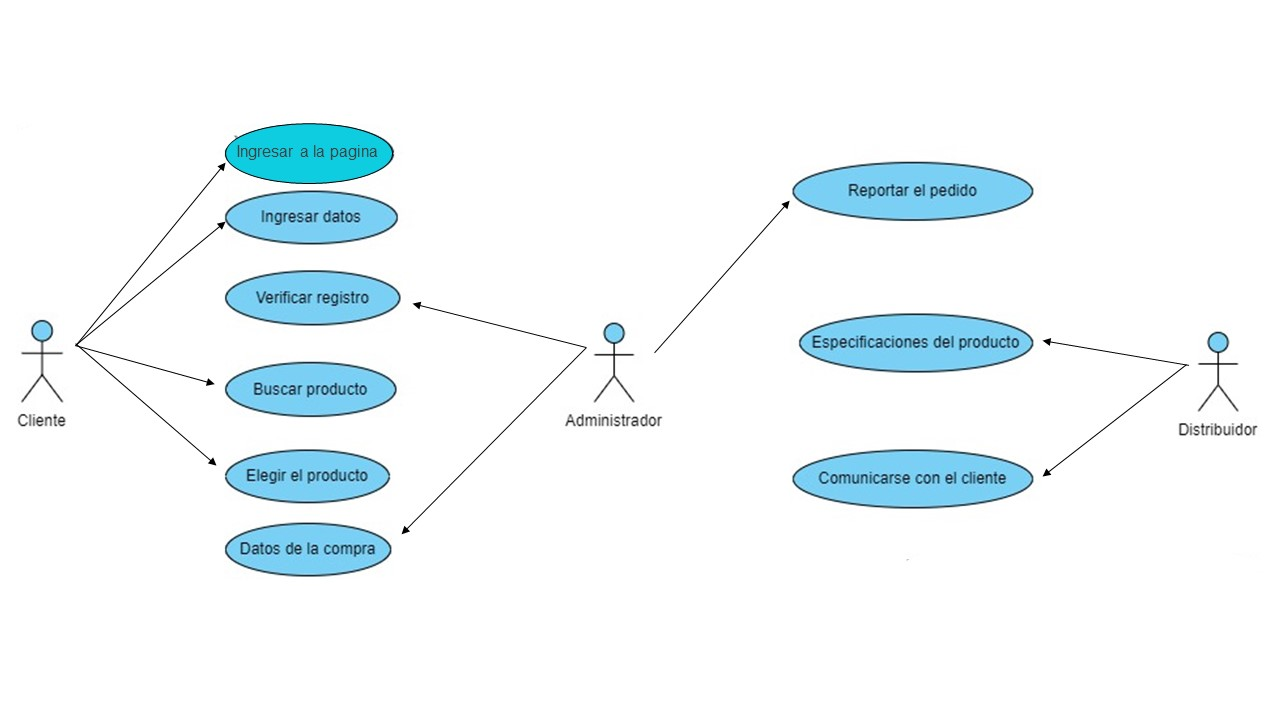 Ingresar a la pagina
Ingresar datos
Verificar registro
Buscar producto
Elegir el producto
Datos de la compra
Cliente
Administrador
Reportar el pedido
Especificaciones del producto
Comunicarse con el cliente
Distribuidor